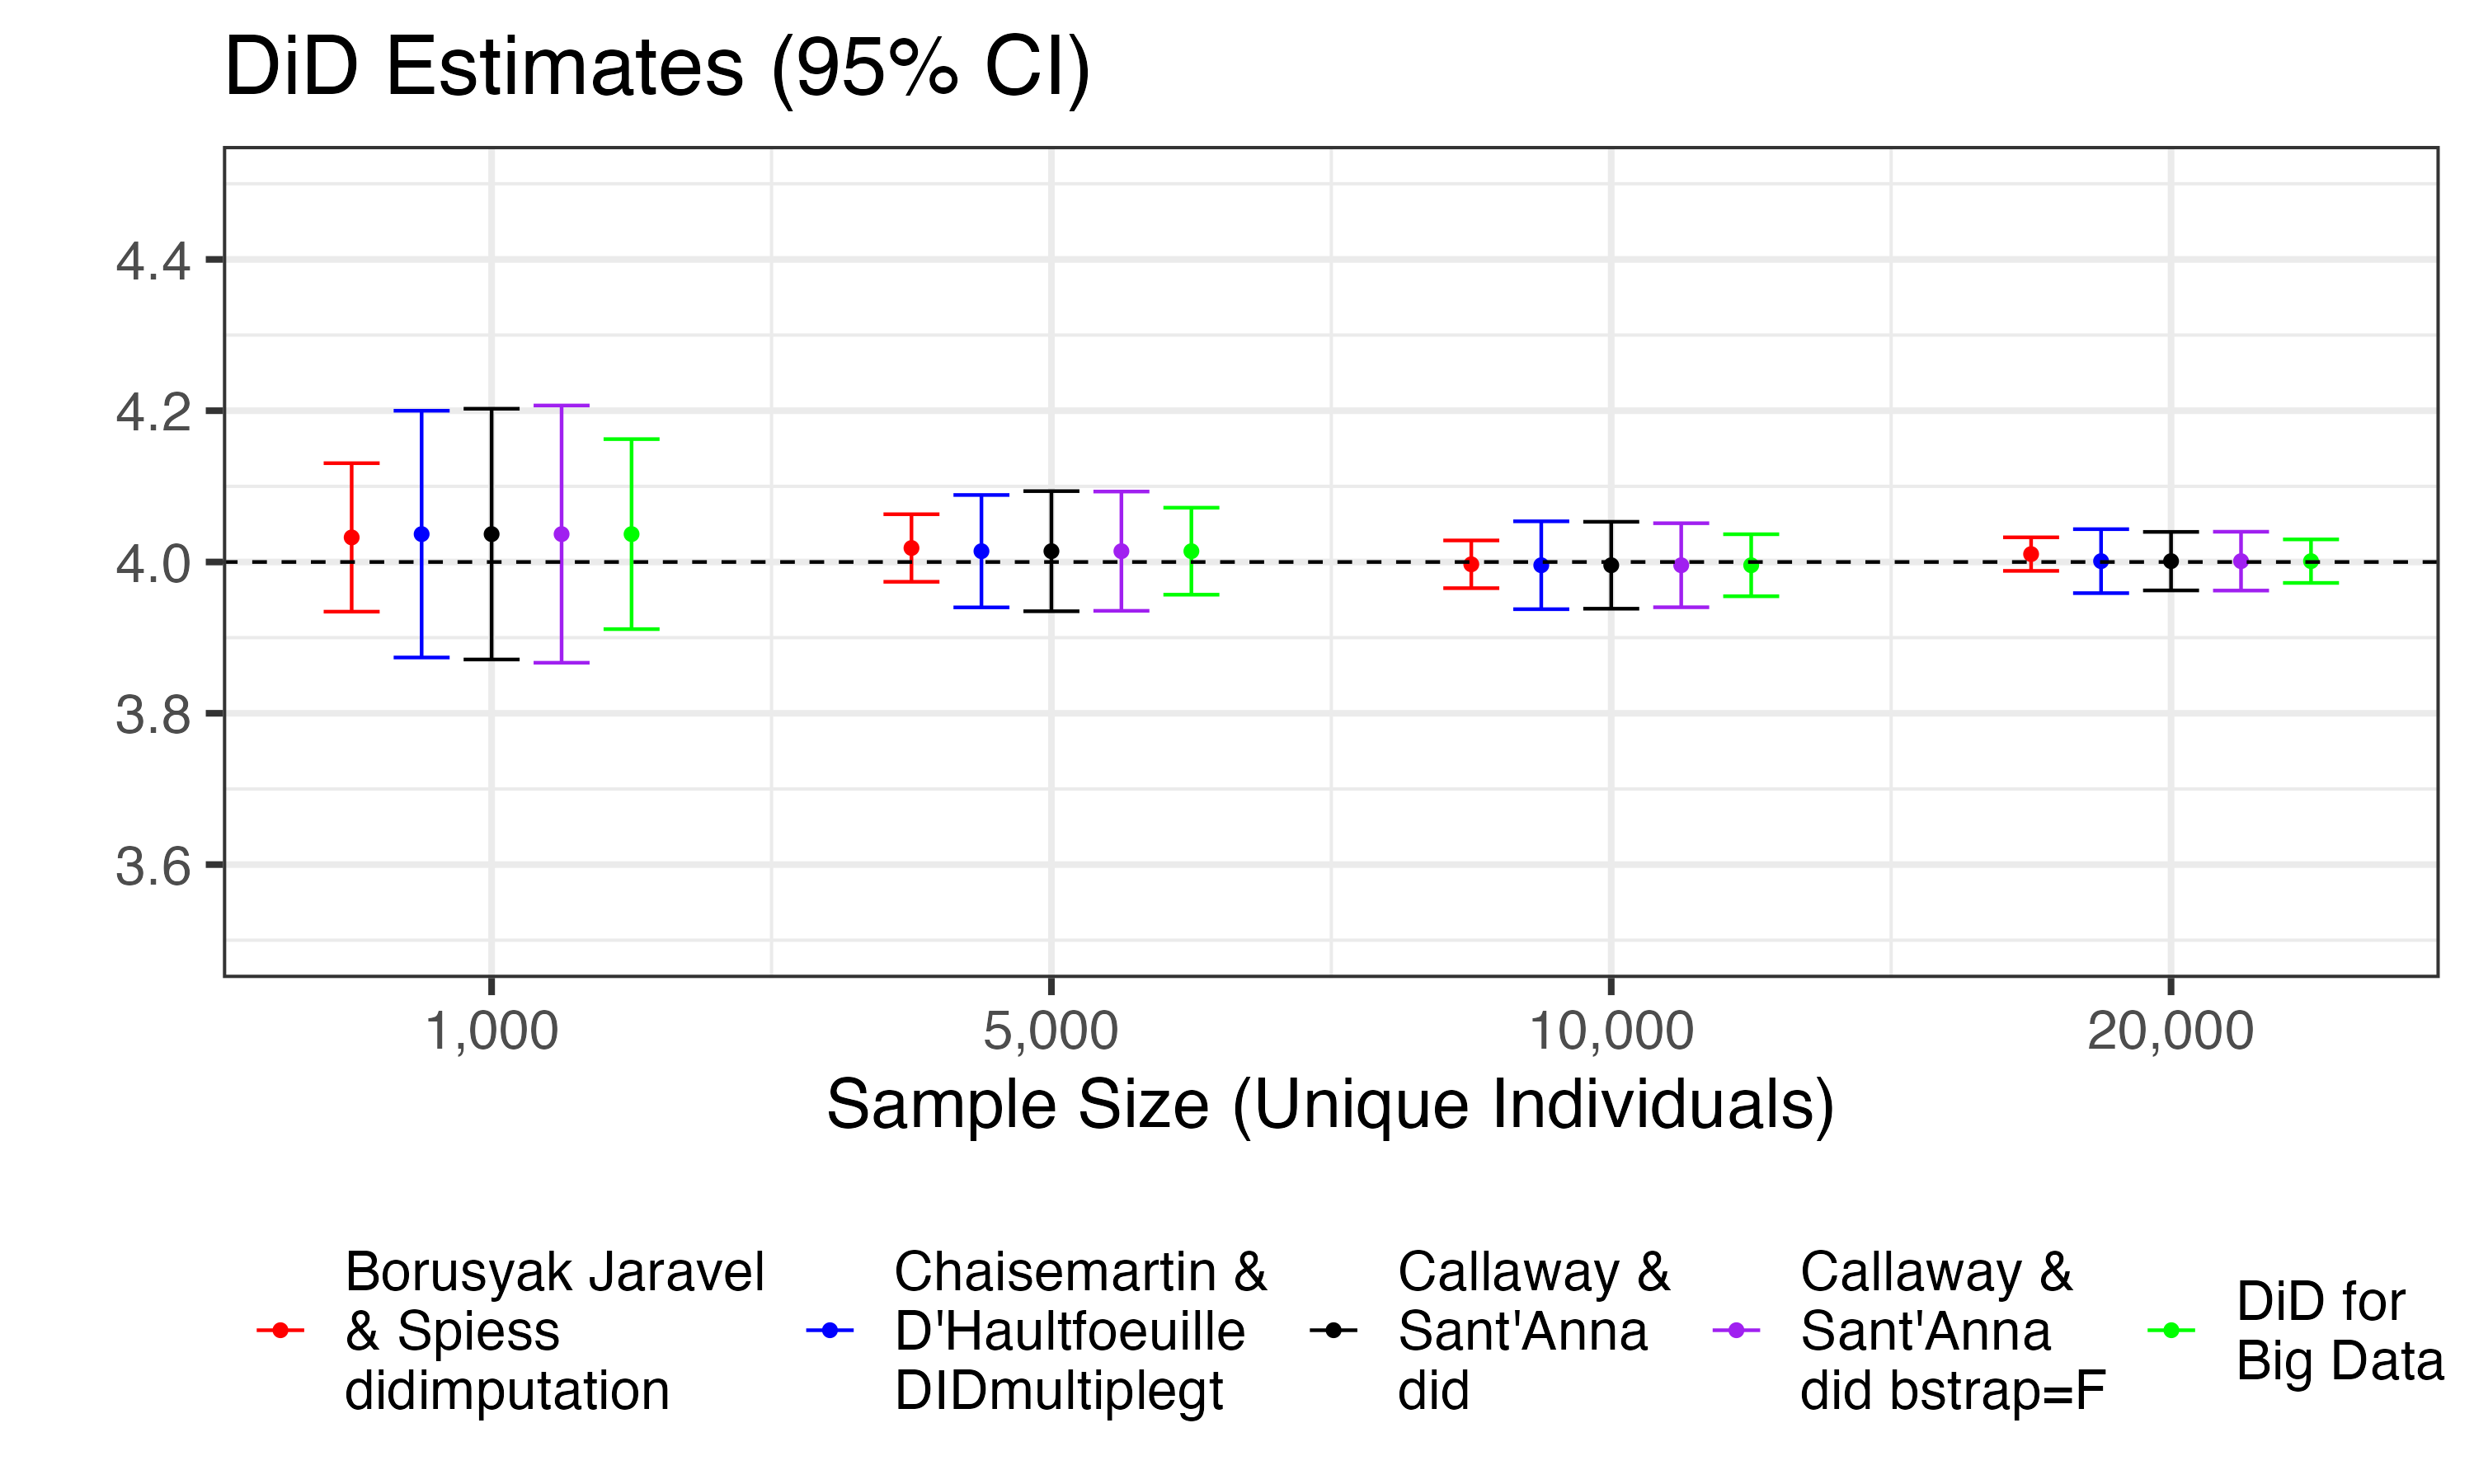 DiD Estimates (95% CI)
4.4
4.2
4.0
3.8
3.6
1,000 5,000 10,000 20,000
Sample Size (Unique Individuals)
Borusyak Jaravel
& Spiess
didimputation
Chaisemartin &
D'Haultfoeuille
DIDmultiplegt
Callaway &
Sant'Anna
did
Callaway &
Sant'Anna
did bstrap=F
DiD for
Big Data